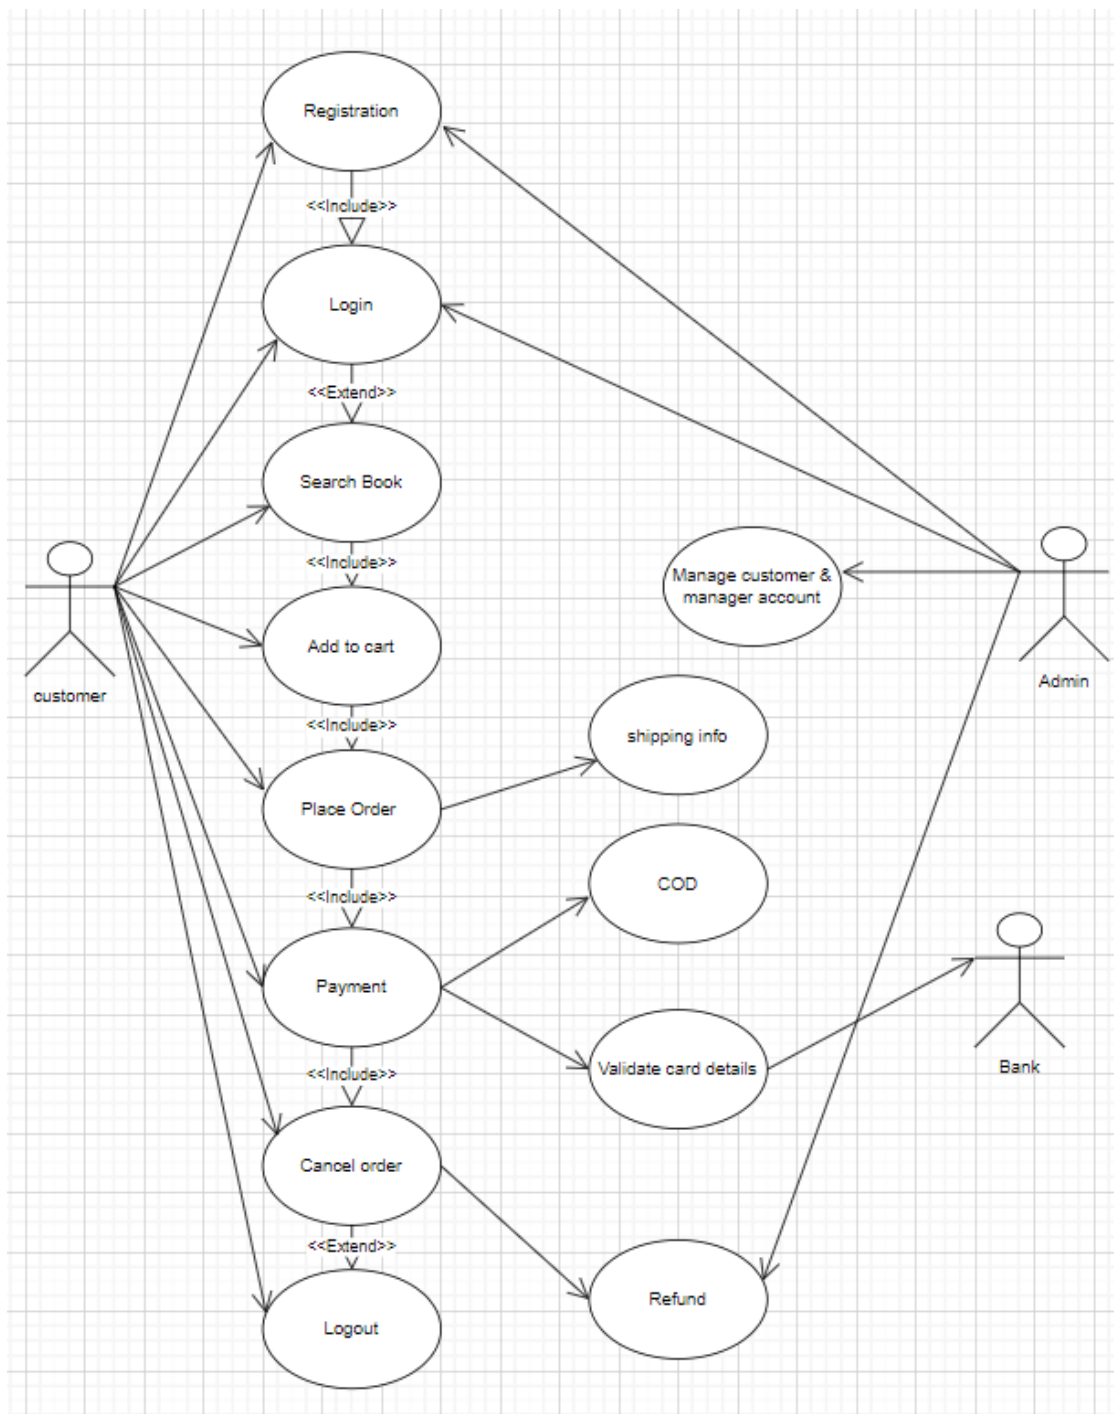 Registration
<<Include>>
Login
<<Extend>>
Search Book
<<Include>>
Manage customer &
manager account
Add to cart
Admin
customer
<<Include>>
shipping info
Place Order
COD
<<Include>>
Payment
Validate card details
Bank
<<Include>>
Cancel order
<<Extend>>
Refund
Logout